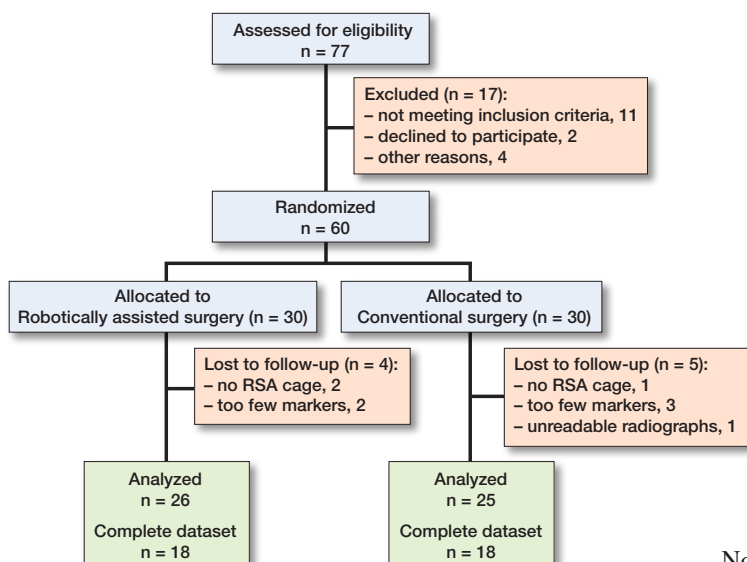 Assessed for eligibility
n = 77
Excluded (n = 17):
– not meeting inclusion criteria, 11
– declined to participate, 2
– other reasons, 4
Randomized
n = 60
Allocated to
Robotically assisted surgery (n = 30)
Allocated to
Conventional surgery (n = 30)
Lost to follow-up (n = 4):
– no RSA cage, 2
– too few markers, 2
Lost to follow-up (n = 5):
– no RSA cage, 1
– too few markers, 3
– unreadable radiographs, 1
Analyzed
n = 26
Complete dataset
n = 18
Analyzed
n = 25
Complete dataset
n = 18